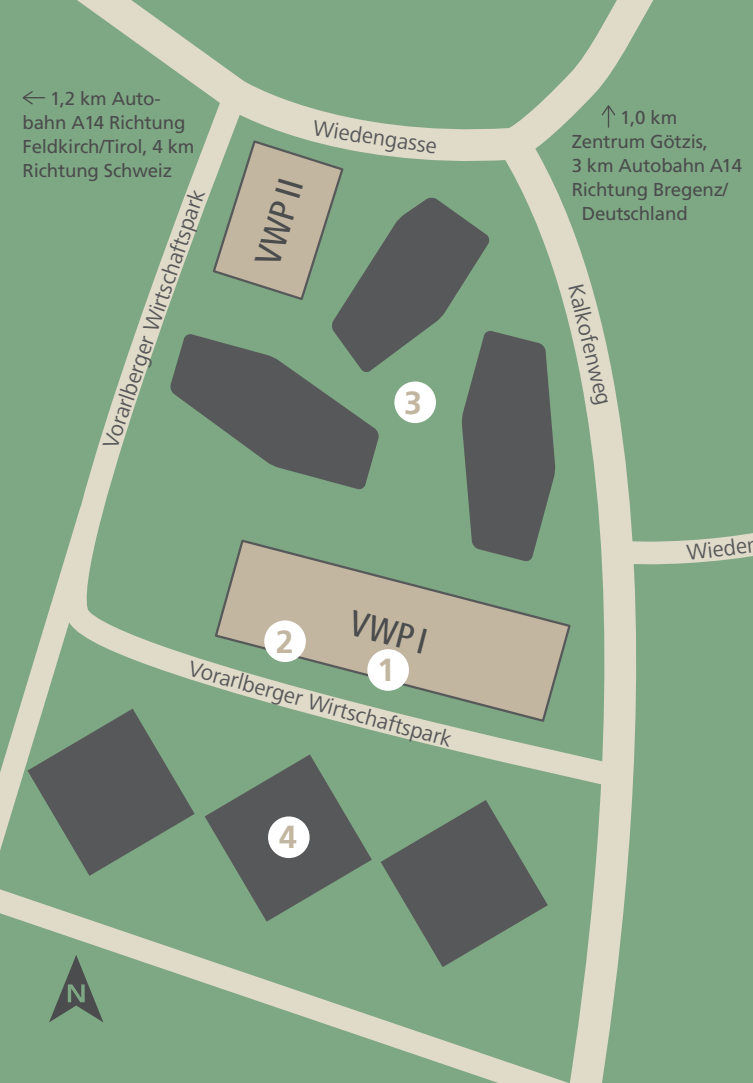 ← 1,2 km Auto-
bahn A14 Richtung
Feldkirch/Tirol, 4 km
Richtung Schweiz
Wiedengasse
↑ 1,0 km
Zentrum Götzis,
3 km Autobahn A14
Richtung Bregenz/
Deutschland
VWP II
Vorarlberger Wirtschaftspark
Kalkofenweg
3
Wieden
VWP I
2
1
Vorarlberger Wirtschaftspark
4
N